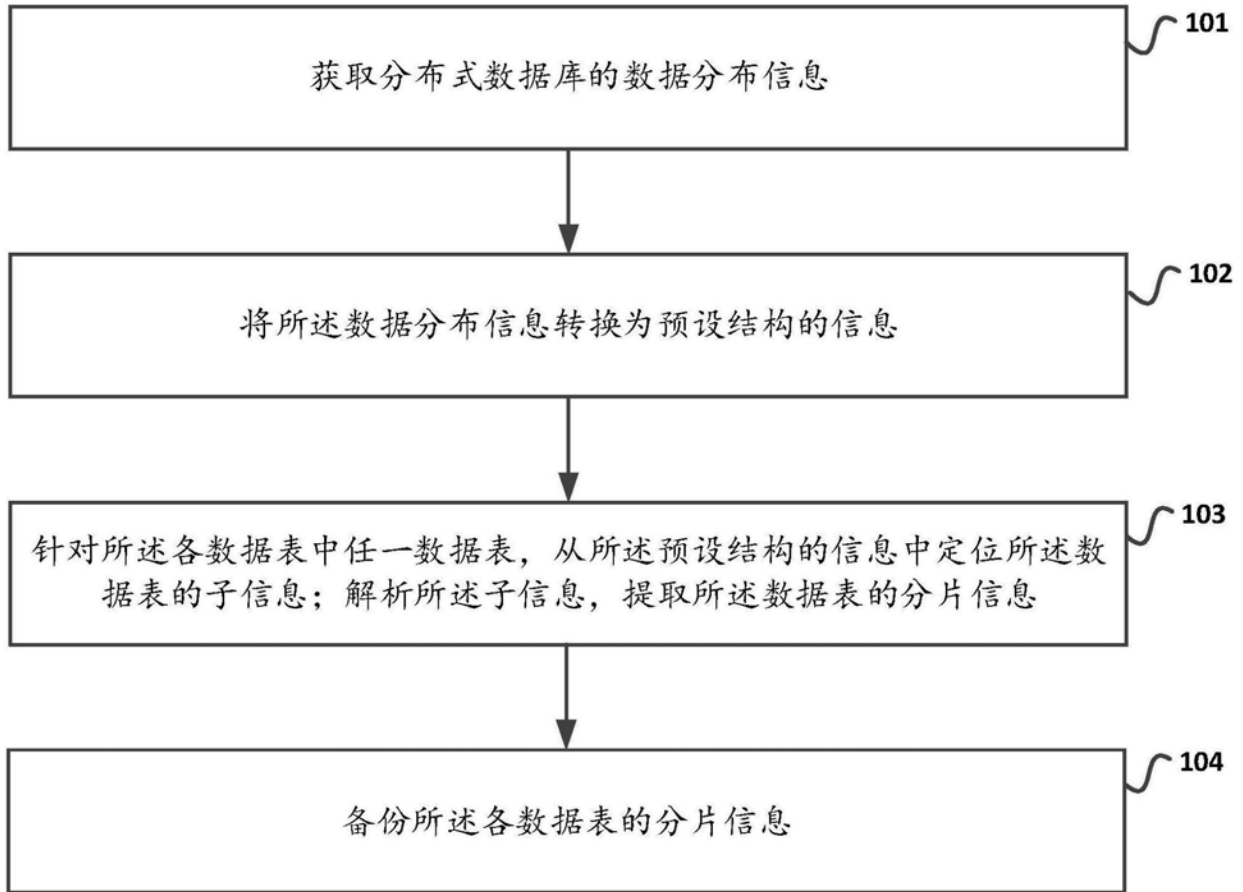 101
获取分布式数据库的数据分布信息
102
将所述数据分布信息转换为预设结构的信息
103
针对所述各数据表中任一数据表，从所述预设结构的信息中定位所述数
据表的子信息；解析所述子信息，提取所述数据表的分片信息
104
备份所述各数据表的分片信息